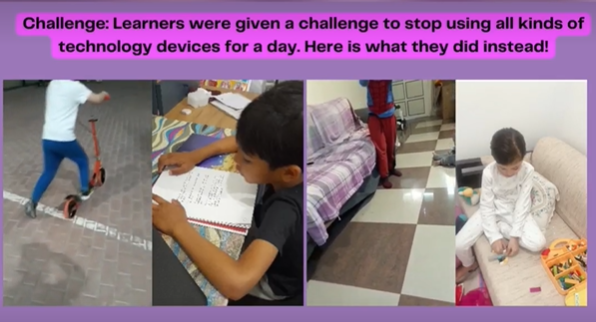 Challenge: Learners were given a challenge to stop using all kinds of
technology devices for a day. Here is what they did instead!